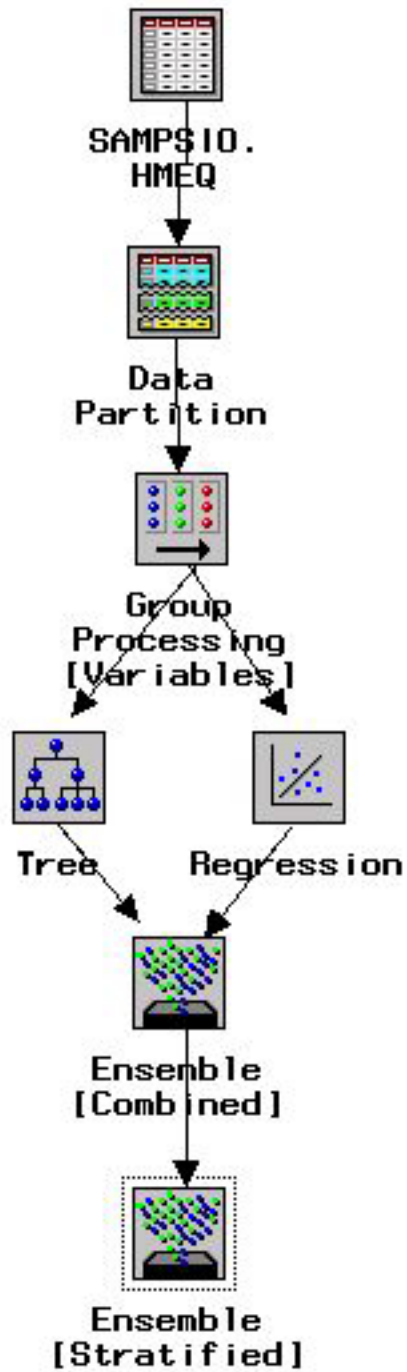 SAMPSIO.
HMEQ
Data
Partition
Group
Processing
[Variables]
Tree
Regression
Ensemble
[Combined]
Ensemble
[Stratified]